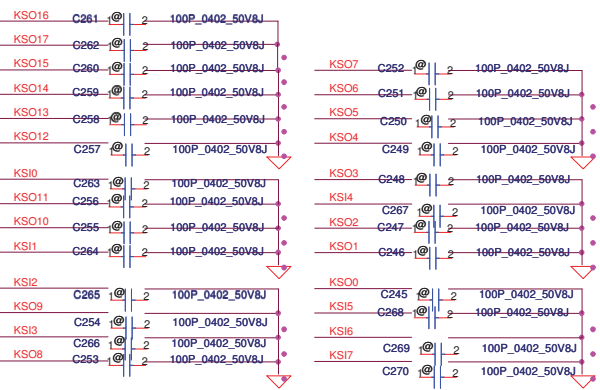 KSO16 C261 1 @ 2 100P_0402_50V8J
KSO17 C262 1 @ 2 100P_0402_50V8J
KSO15 C260 1 @ 2 100P_0402_50V8J
KSO14 C259 1 @ 2 100P_0402_50V8J
KSO13 C258 1 @ 2 100P_0402_50V8J
KSO12 C257 1 @ 2 100P_0402_50V8J
KSI0 C263 1 @ 2 100P_0402_50V8J
KSO11 C256 1 @ 2 100P_0402_50V8J
KSO10 C255 1 @ 2 100P_0402_50V8J
KSI1 C264 1 @ 2 100P_0402_50V8J
KSI2 C265 1 @ 2 100P_0402_50V8J
KSO9 C254 1 @ 2 100P_0402_50V8J
KSI3 C266 1 @ 2 100P_0402_50V8J
KSO8 C253 1 @ 2 100P_0402_50V8J
KSO7 C252 1 @ 2 100P_0402_50V8J
KSO6 C251 1 @ 2 100P_0402_50V8J
KSO5 C250 1 @ 2 100P_0402_50V8J
KSO4 C249 1 @ 2 100P_0402_50V8J
KSO3 C248 1 @ 2 100P_0402_50V8J
KSI4 C267 1 @ 2 100P_0402_50V8J
KSO2 C247 1 @ 2 100P_0402_50V8J
KSO1 C246 1 @ 2 100P_0402_50V8J
KSO0 C245 1 @ 2 100P_0402_50V8J
KSI5 C268 1 @ 2 100P_0402_50V8J
KSI6 C269 1 @ 2 100P_0402_50V8J
KSI7 C270 1 @ 2 100P_0402_50V8J